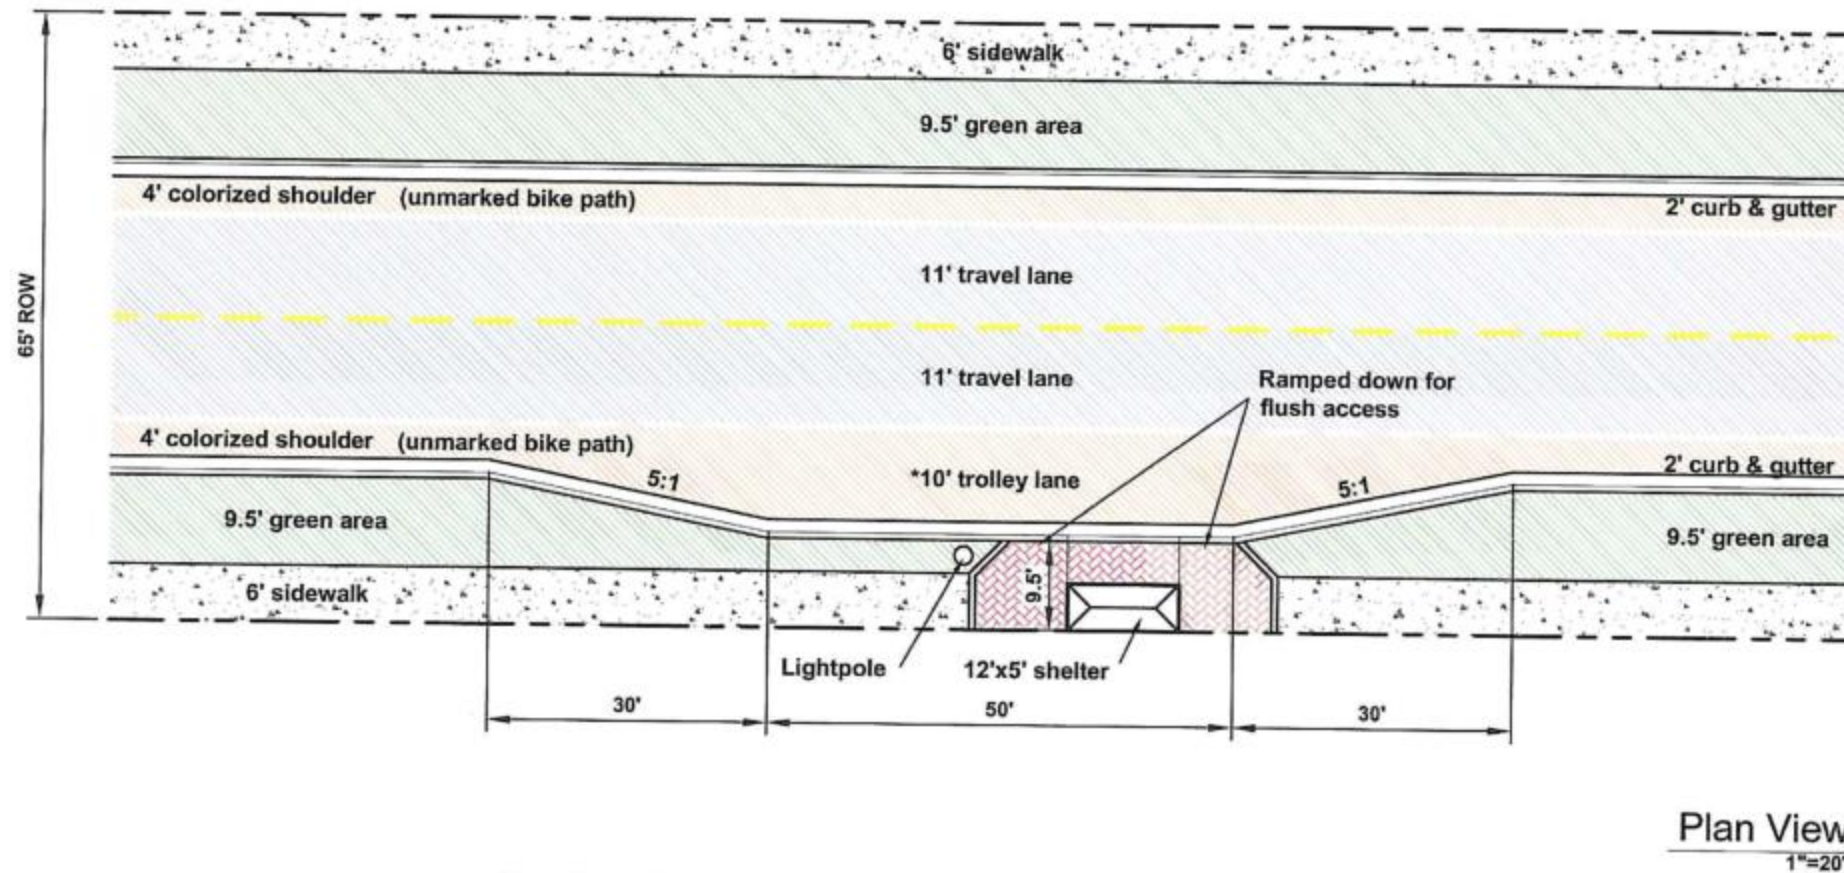 6' sidewalk
9.5' green area
4' colorized shoulder (unmarked bike path)
2' curb & gutter
11' travel lane
65' ROW
11' travel lane
Ramped down for
flush access
4' colorized shoulder (unmarked bike path)
5:1
*10' trolley lane
5:1
2' curb & gutter
9.5' green area
9.5' green area
9.5'
6' sidewalk
Lightpole
12'x5' shelter
30'
50'
30'
Plan View
1"=20'